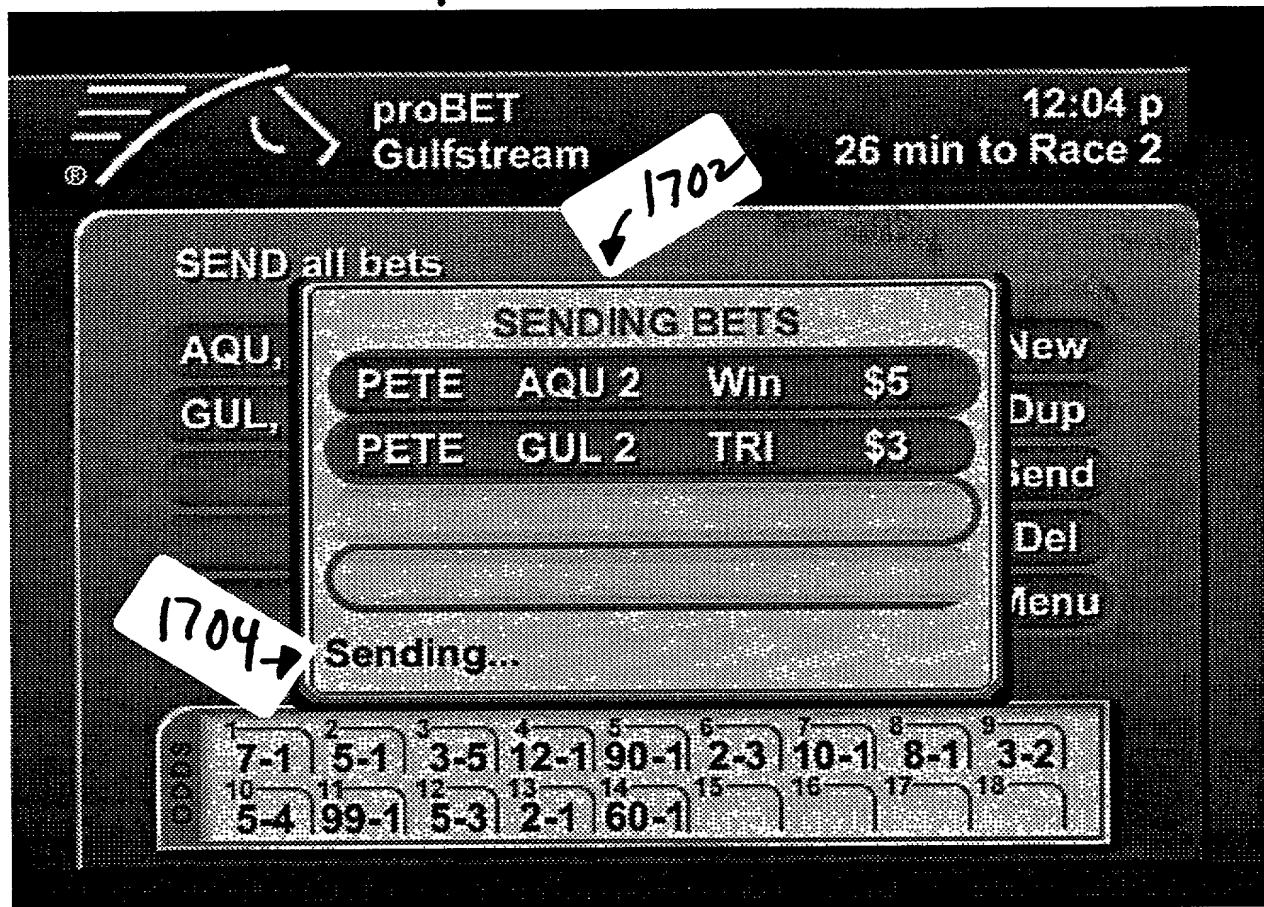 proBET
Gulfstream
12:04 p
26 min to Race 2
®
1702
SEND all bets
SENDING BETS
AQU,
PETE AQU 2 Win $5
New
GUL,
PETE GUL 2 TRI $3
Dup
Send
Del
Menu
1704
Sending...
ODDS
1 2 3 4 5 6 7 8 9
7-1 5-1 3-5 12-1 90-1 2-3 10-1 8-1 3-2
10 11 12 13 14 15 16 17 18
5-4 99-1 5-3 2-1 60-1